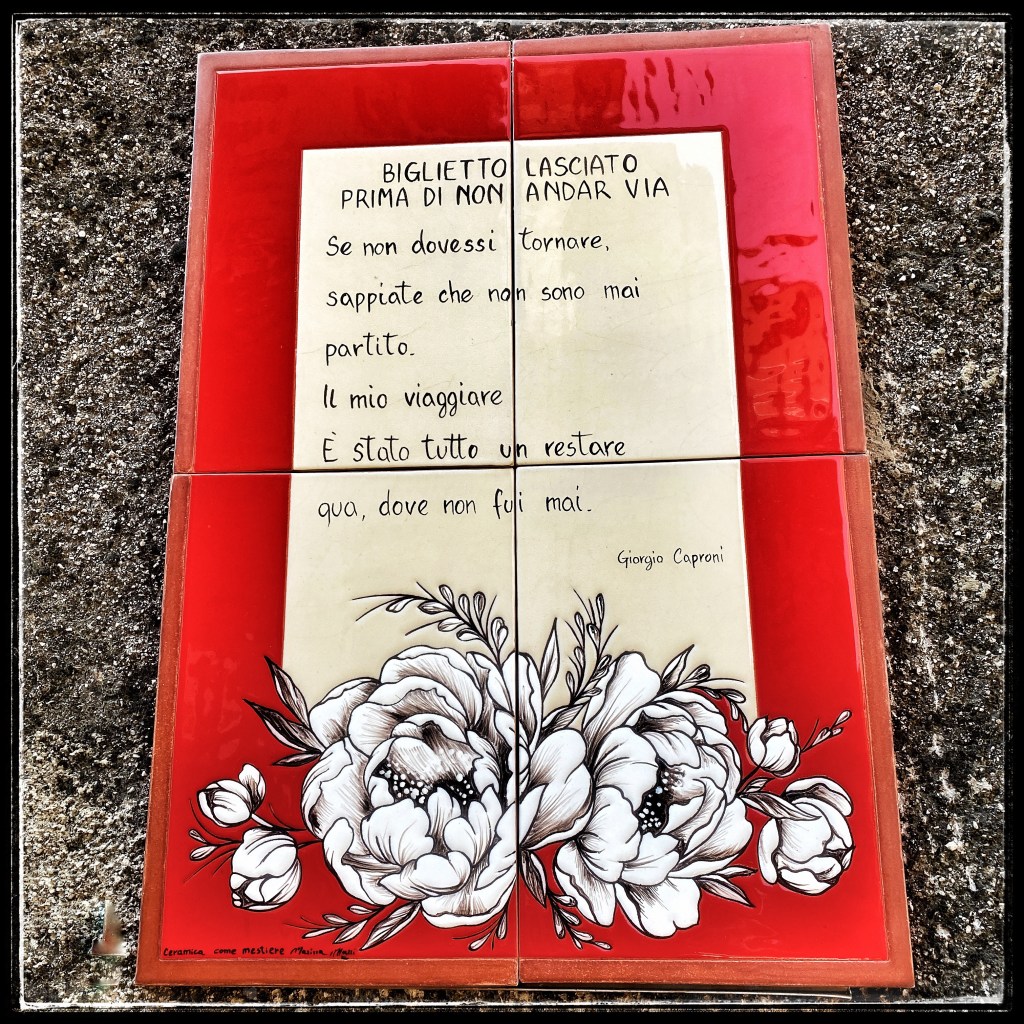 BIGLIETTO LASCIATO
PRIMA DI NON ANDAR VIA
Se non dovessi tornare,
sappiate che non sono mai
partito.
Il mio viaggiare
È stato tutto un restare
qua, dove non fui mai.
Giorgio Caproni
Ceramica come mestiere